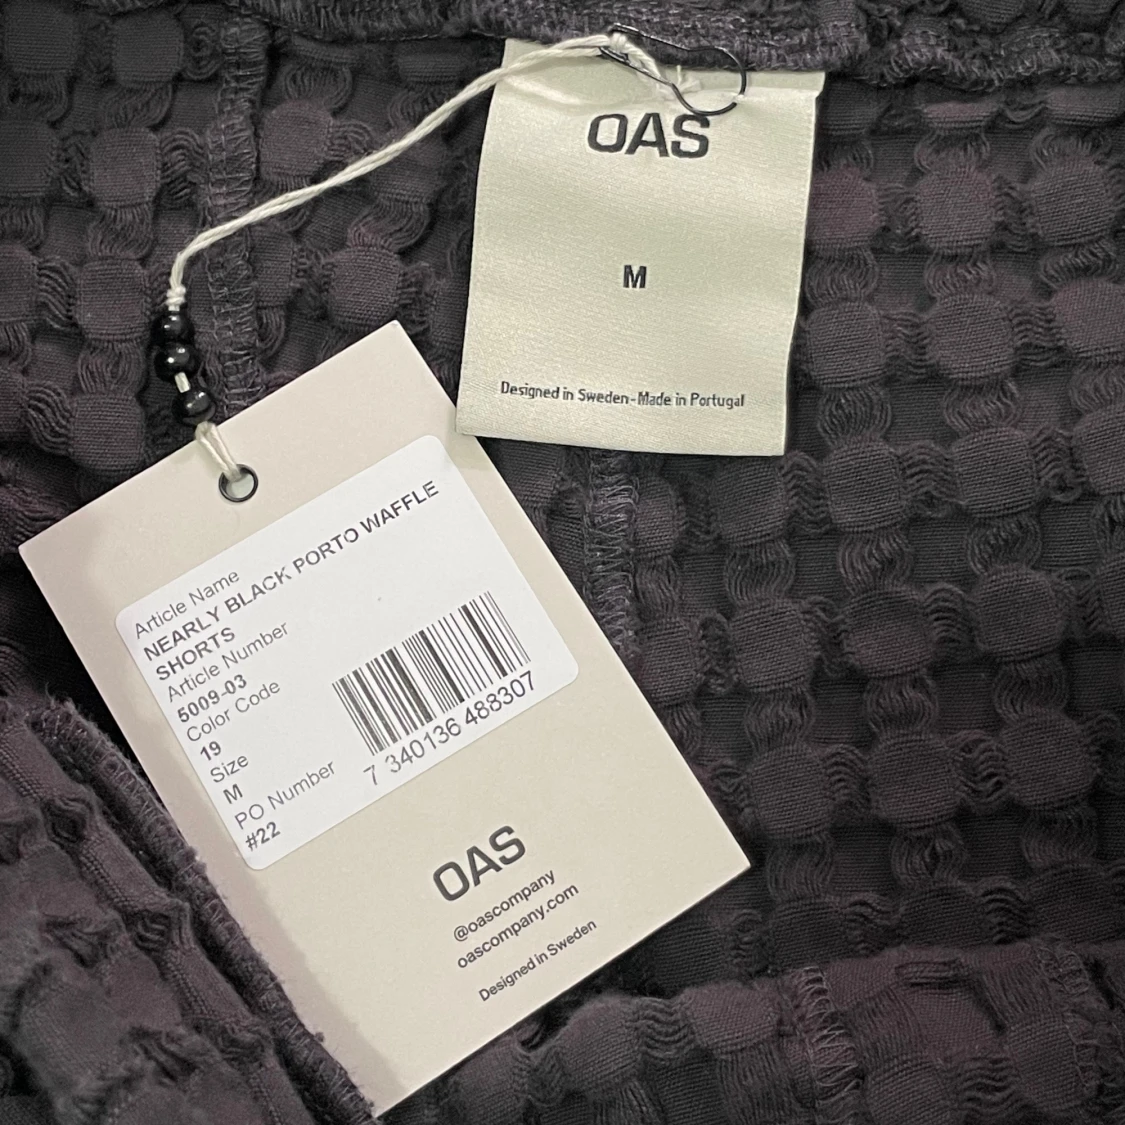 OAS
M
Designed in Sweden-Made in Portugal
Article Name
NEARLY BLACK PORTO WAFFLE
SHORTS
Article Number
5009-03
Color Code
19
Size
M
PO Number
#22
7 340136 488307
OAS
@oascompany
oascompany.com
Designed in Sweden